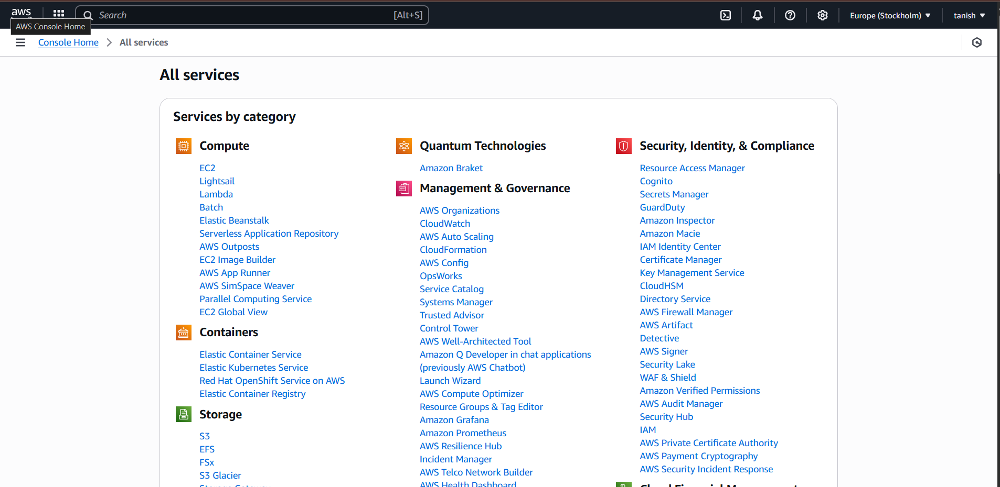 aws
Search
[Alt+S]
Europe (Stockholm)
tanish
AWS Console Home
Console Home
All services
All services
Services by category
Compute
EC2
Lightsail
Lambda
Batch
Elastic Beanstalk
Serverless Application Repository
AWS Outposts
EC2 Image Builder
AWS App Runner
AWS SimSpace Weaver
Parallel Computing Service
EC2 Global View
Containers
Elastic Container Service
Elastic Kubernetes Service
Red Hat OpenShift Service on AWS
Elastic Container Registry
Storage
S3
EFS
FSx
S3 Glacier
Quantum Technologies
Amazon Braket
Management & Governance
AWS Organizations
CloudWatch
AWS Auto Scaling
CloudFormation
AWS Config
OpsWorks
Service Catalog
Systems Manager
Trusted Advisor
Control Tower
AWS Well-Architected Tool
Amazon Q Developer in chat applications
(previously AWS Chatbot)
Launch Wizard
AWS Compute Optimizer
Resource Groups & Tag Editor
Amazon Grafana
Amazon Prometheus
AWS Resilience Hub
Incident Manager
AWS Telco Network Builder
AWS Health Dashboard
Security, Identity, & Compliance
Resource Access Manager
Cognito
Secrets Manager
GuardDuty
Amazon Inspector
Amazon Macie
IAM Identity Center
Certificate Manager
Key Management Service
CloudHSM
Directory Service
AWS Firewall Manager
AWS Artifact
Detective
AWS Signer
Security Lake
WAF & Shield
Amazon Verified Permissions
AWS Audit Manager
Security Hub
IAM
AWS Private Certificate Authority
AWS Payment Cryptography
AWS Security Incident Response
Cloud Financial Management